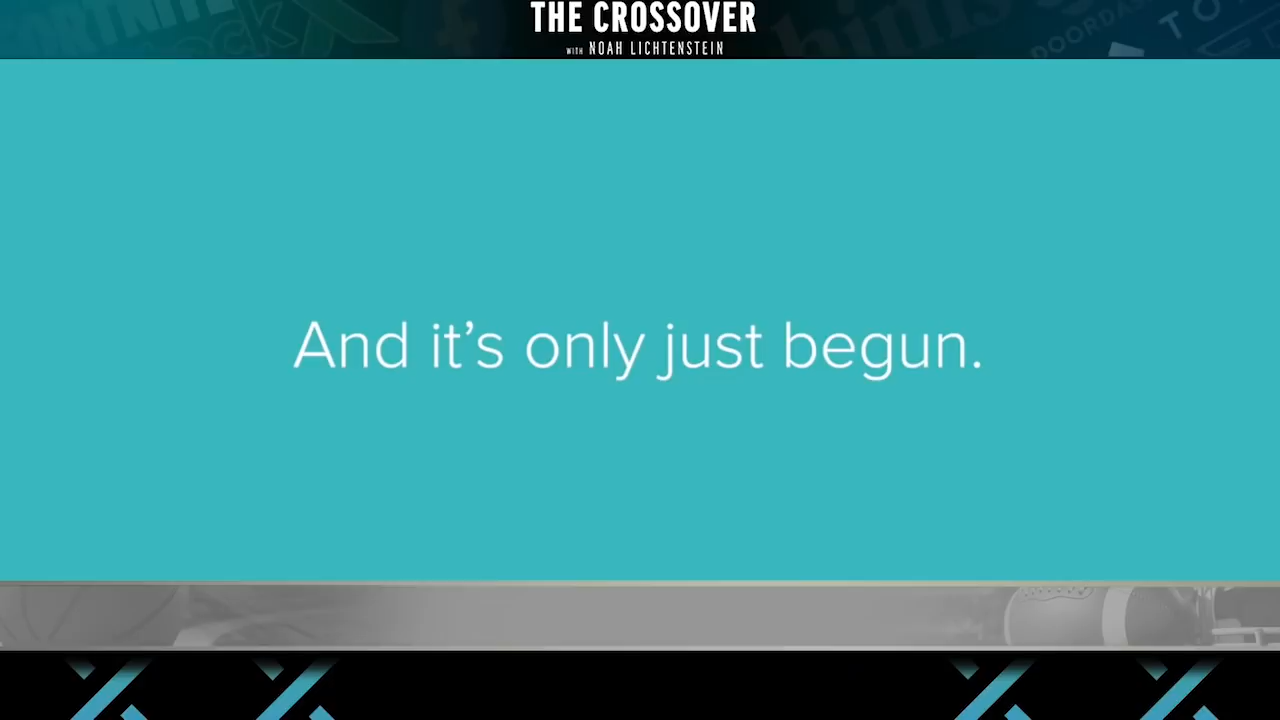 THE CROSSOVER
WITH NOAH LICHTENSTEIN
And it's only just begun.